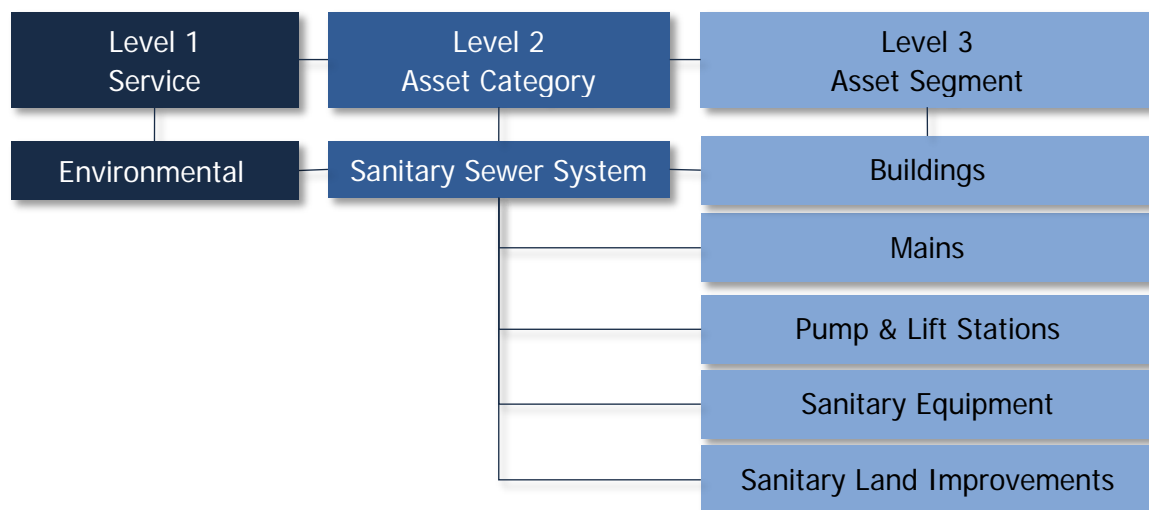 Level 1
Service
Level 2
Asset Category
Level 3
Asset Segment
Environmental
Sanitary Sewer System
Buildings
Mains
Pump & Lift Stations
Sanitary Equipment
Sanitary Land Improvements